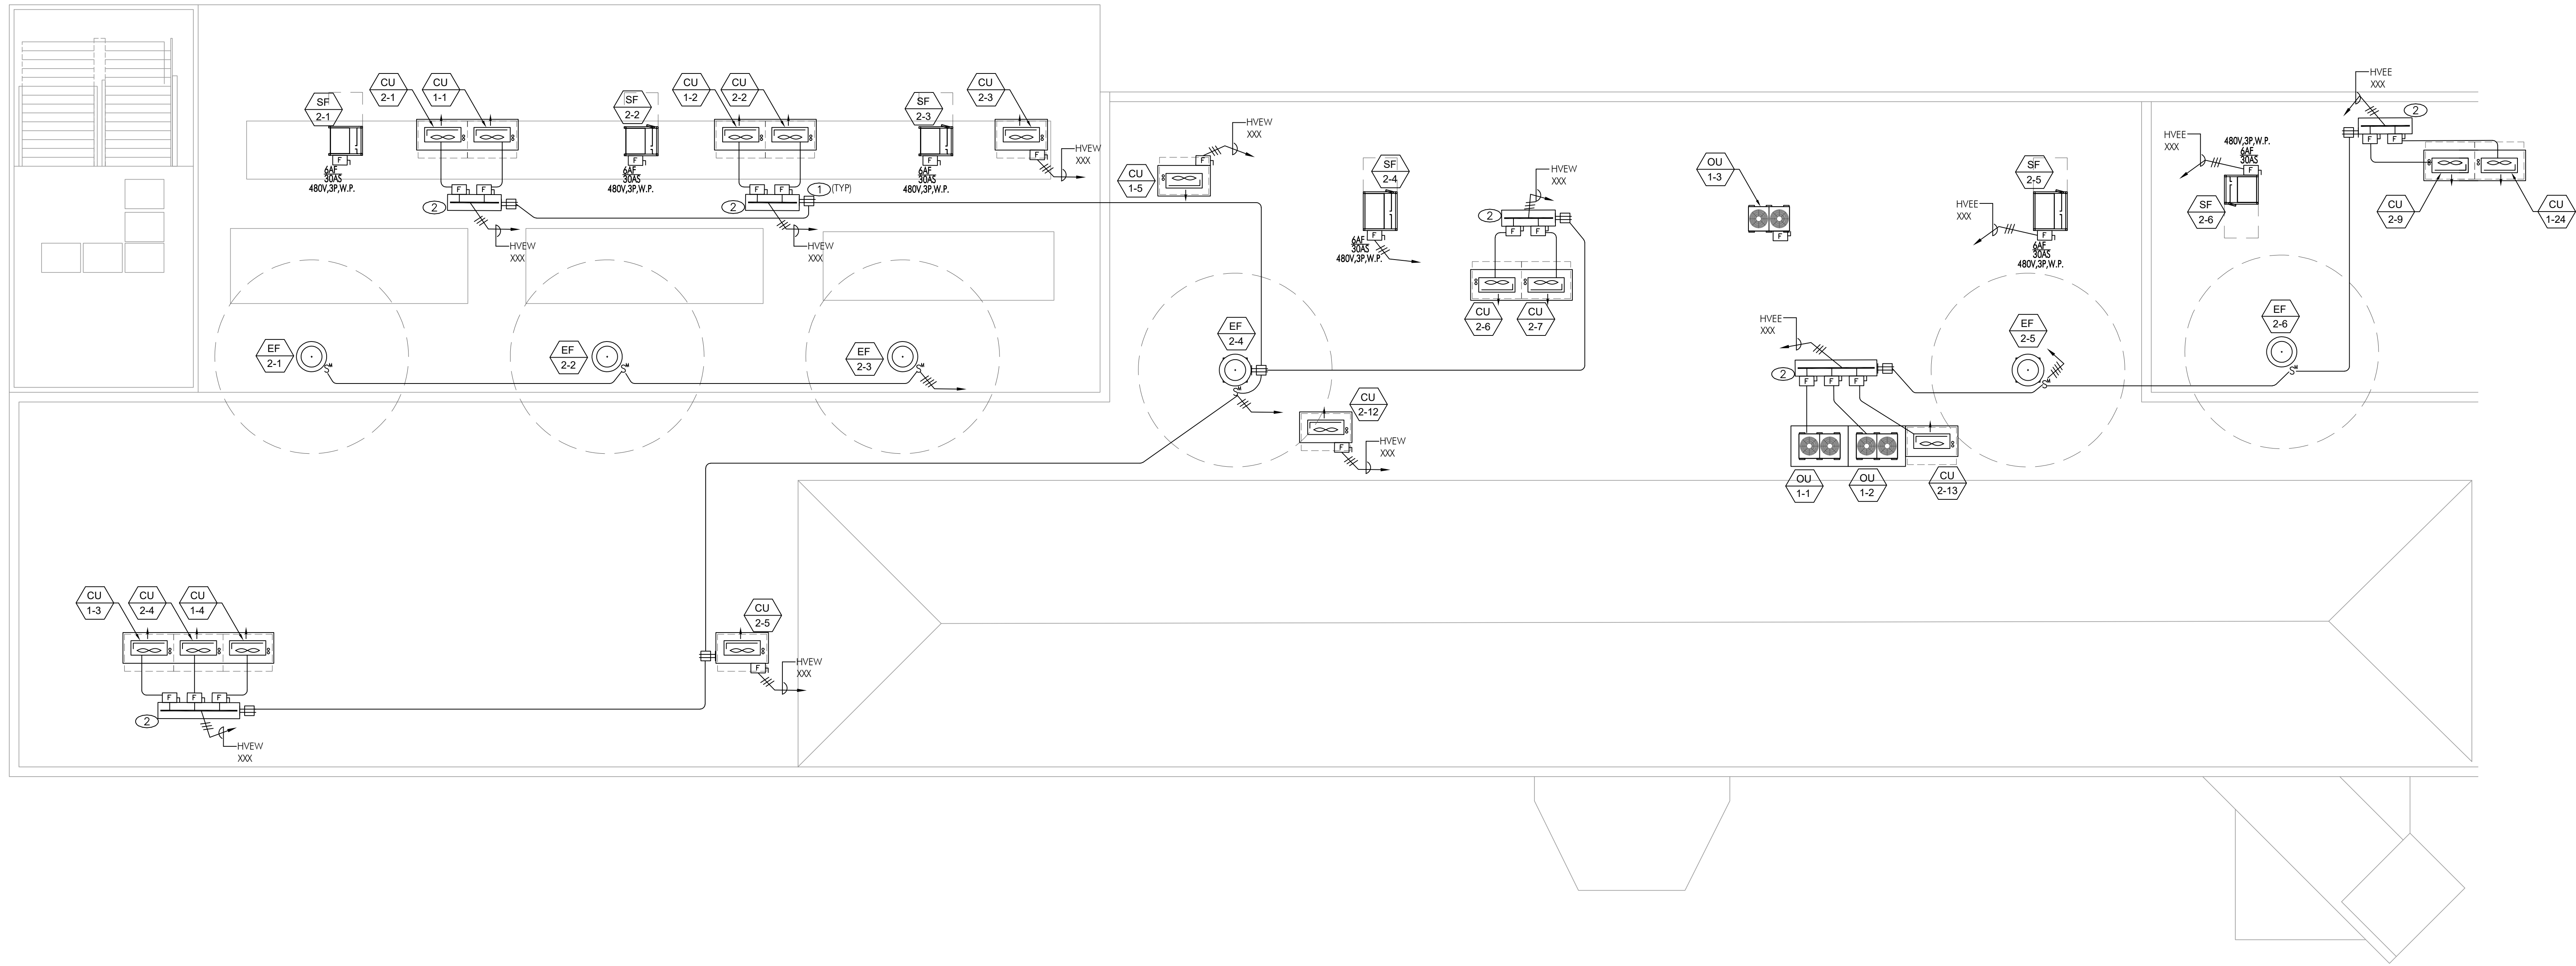 HVEE
XXX
2
CU
2-1
CU
1-1
CU
1-2
CU
2-2
CU
2-3
SF
2-1
SF
2-2
SF
2-3
HVEW
XXX
F
6AF
30AS
480V,3P,W.P.
F
6AF
30AS
480V,3P,W.P.
F
6AF
30AS
480V,3P,W.P.
F
HVEW
XXX
F
CU
1-5
SF
2-4
HVEW
XXX
OU
1-3
SF
2-5
HVEE
XXX
480V,3P,W.P.
6AF
30AS
F
F
F
F F
2
F F
2
1 (TYP)
2
F F
F
SF
2-6
CU
2-9
CU
1-24
HVEE
XXX
HVEW
XXX
HVEW
XXX
F
6AF
30AS
480V,3P,W.P.
F
6AF
30AS
480V,3P,W.P.
CU
2-6
CU
2-7
EF
2-1
S M
EF
2-2
S M
EF
2-3
S M
EF
2-4
S M
HVEE
XXX
EF
2-5
S M
EF
2-6
S
2
F F F
CU
2-12
F
HVEW
XXX
OU
1-1
OU
1-2
CU
2-13
CU
1-3
CU
2-4
CU
1-4
CU
2-5
F
HVEW
XXX
F F F
2
HVEW
XXX